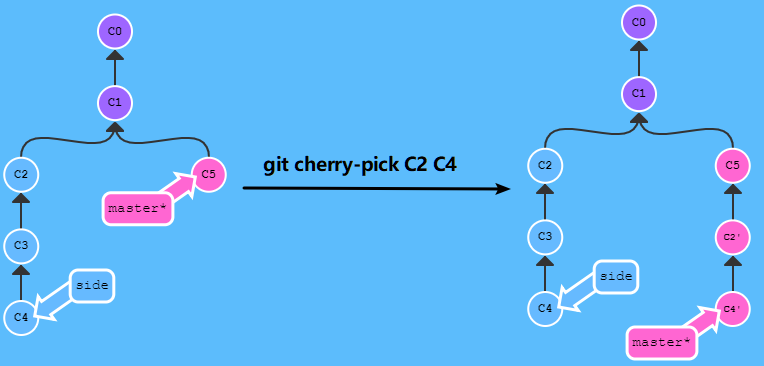 C0
C1
C2
C5
master*
C3
side
C4
git cherry-pick C2 C4
C0
C1
C2
C5
C3
C2'
side
C4
C4'
master*